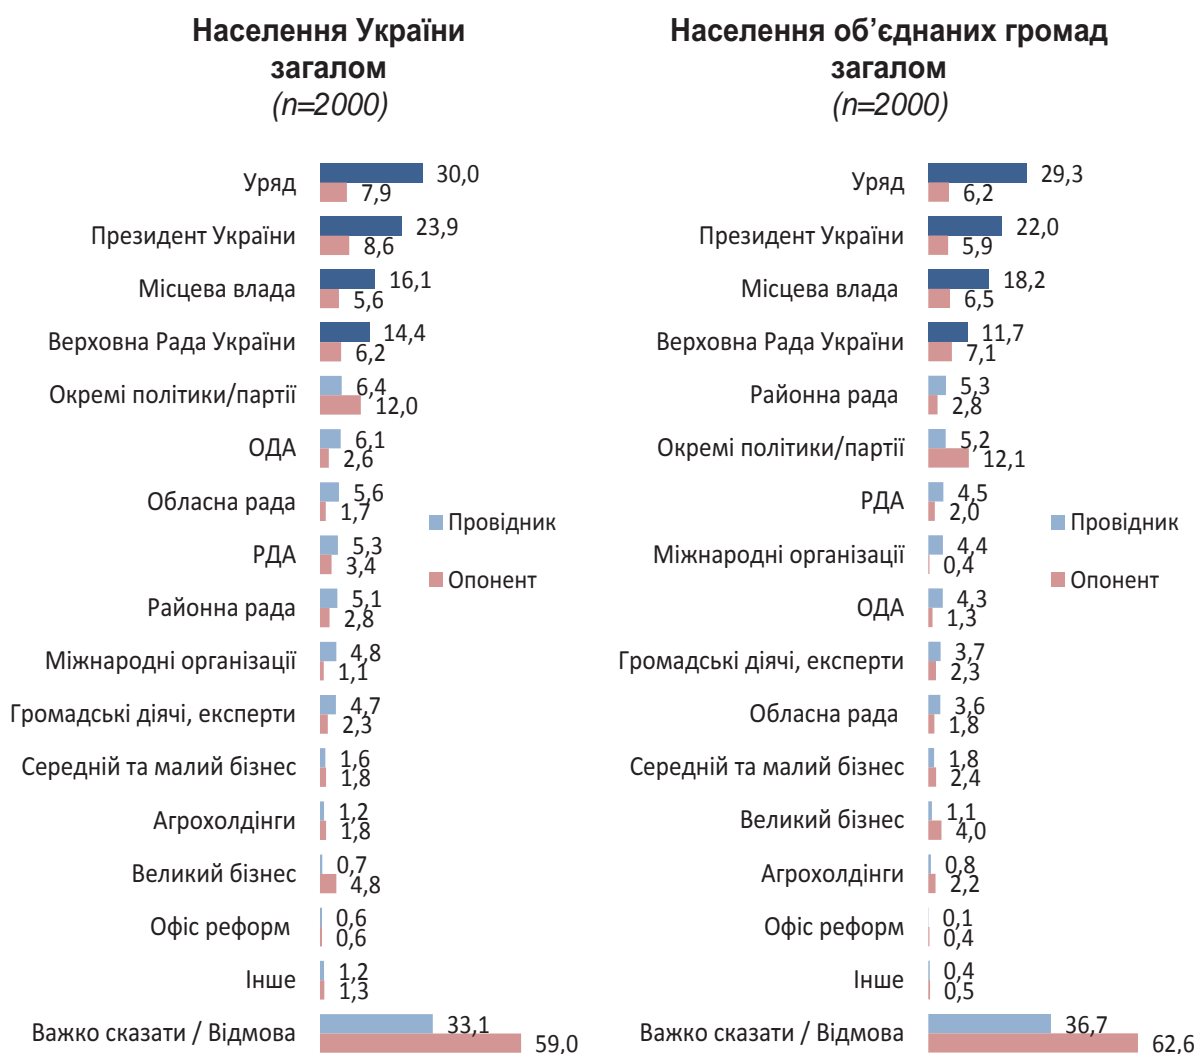 Населення України
загалом
(n=2000)
Уряд
30,0
7,9
Президент України
23,9
8,6
Місцева влада
16,1
5,6
Верховна Рада України
14,4
6,2
Окремі політики/партії
6,4
12,0
ОДА
6,1
2,6
Обласна рада
5,6
1,7
РДА
5,3
3,4
Районна рада
5,1
2,8
Міжнародні організації
4,8
1,1
Громадські діячі, експерти
4,7
2,3
Середній та малий бізнес
1,6
1,8
Агрохолдінги
1,2
1,8
Великий бізнес
0,7
4,8
Офіс реформ
0,6
0,6
Інше
1,2
1,3
Важко сказати / Відмова
33,1
59,0
Провідник
Опонент
Населення об’єднаних громад
загалом
(n=2000)
Уряд
29,3
6,2
Президент України
22,0
5,9
Місцева влада
18,2
6,5
Верховна Рада України
11,7
7,1
Районна рада
5,3
2,8
Окремі політики/партії
5,2
12,1
РДА
4,5
2,0
Міжнародні організації
4,4
0,4
ОДА
4,3
1,3
Громадські діячі, експерти
3,7
2,3
Обласна рада
3,6
1,8
Середній та малий бізнес
1,8
2,4
Великий бізнес
1,1
4,0
Агрохолдінги
0,8
2,2
Офіс реформ
0,1
0,4
Інше
0,4
0,5
Важко сказати / Відмова
36,7
62,6
Провідник
Опонент